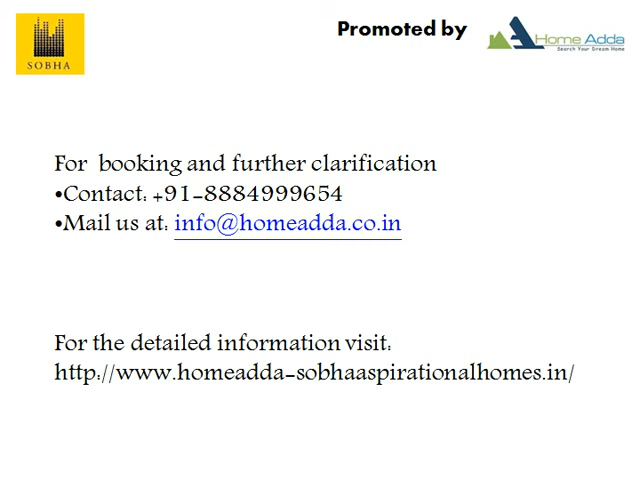 SOBHA
Promoted by
Home Adda
Search Your Dream Home
For booking and further clarification
•Contact: +91-8884999654
•Mail us at: info@homeadda.co.in
For the detailed information visit:
http://www.homeadda-sobhaaspirationalhomes.in/